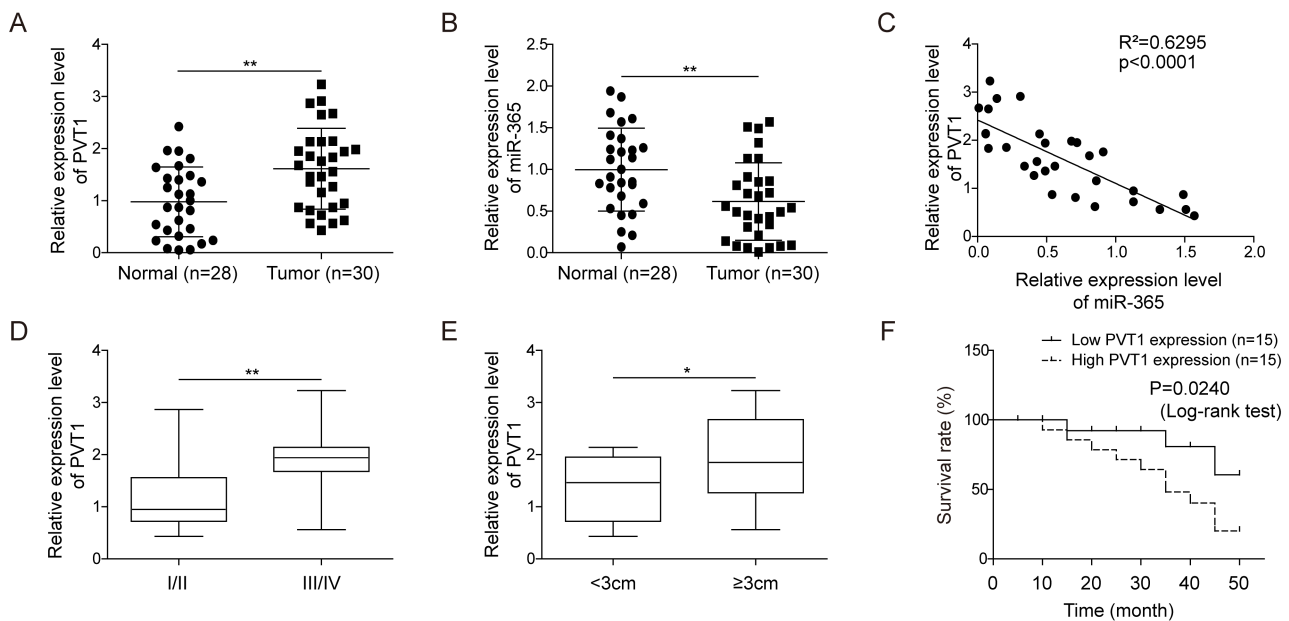 A
Relative expression level
of PVT1
4
3
2
1
0
**
Normal (n=28)
Tumor (n=30)
B
Relative expression level
of miR-365
2.5
2.0
1.5
1.0
0.5
0.0
**
Normal (n=28)
Tumor (n=30)
C
Relative expression level
of PVT1
4
3
2
1
0
R²=0.6295
p<0.0001
0.0
0.5
1.0
1.5
2.0
Relative expression level
of miR-365
D
Relative expression level
of PVT1
4
3
2
1
0
**
I/II
III/IV
E
Relative expression level
of PVT1
4
3
2
1
0
*
<3cm
≥3cm
F
Low PVT1 expression (n=15)
High PVT1 expression (n=15)
P=0.0240
(Log-rank test)
Survival rate (%)
150
100
50
0
0
10
20
30
40
50
Time (month)